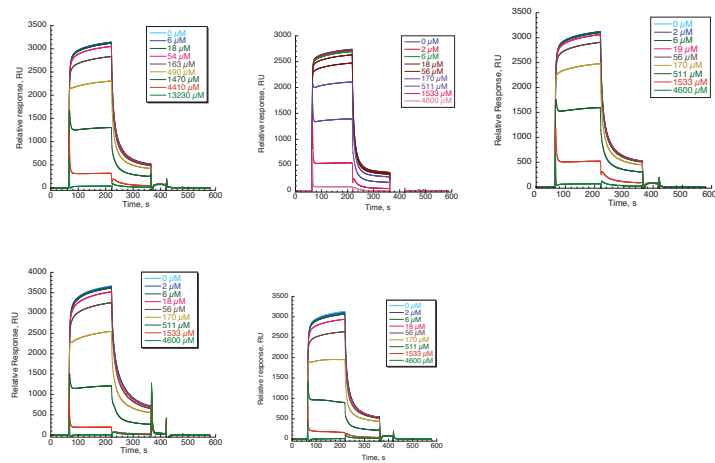 Relative response, RU
3500
3000
2500
2000
1500
1000
500
0
0 µM
6 µM
18 µM
54 µM
163 µM
490 µM
1470 µM
4410 µM
13230 µM
0 100 200 300 400 500 600
Time, s
Relative response, RU
3000
2500
2000
1500
1000
500
0
0 µM
2 µM
6 µM
18 µM
56 µM
170 µM
511 µM
1533 µM
4600 µM
0 100 200 300 400 500 600
Time, s
Relative Response, RU
3500
3000
2500
2000
1500
1000
500
0
0 µM
2 µM
6 µM
19 µM
56 µM
170 µM
511 µM
1533 µM
4600 µM
0 100 200 300 400 500 600
Time, s
Relative Response, RU
4000
3500
3000
2500
2000
1500
1000
500
0
0 µM
2 µM
6 µM
18 µM
56 µM
170 µM
511 µM
1533 µM
4600 µM
0 100 200 300 400 500 600
Time, s
Relative response, RU
3500
3000
2500
2000
1500
1000
500
0
0 µM
2 µM
6 µM
18 µM
56 µM
170 µM
511 µM
1533 µM
4600 µM
0 100 200 300 400 500 600
Time, s